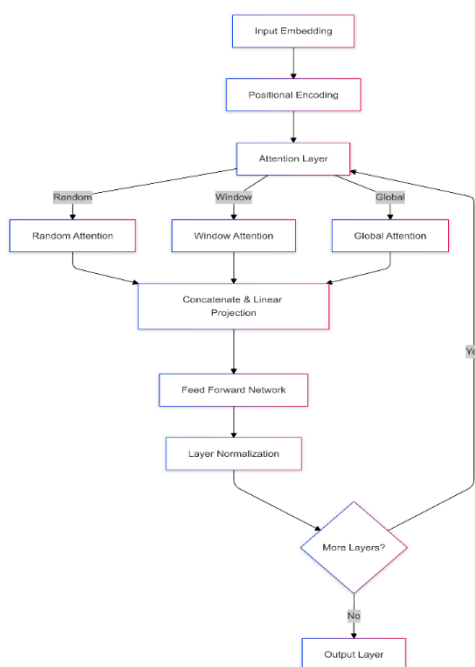 Input Embedding
Positional Encoding
Attention Layer
Random
Window
Global
Random Attention
Window Attention
Global Attention
Concatenate & Linear
Projection
Ye
Feed Forward Network
Layer Normalization
More Layers?
No
Output Layer